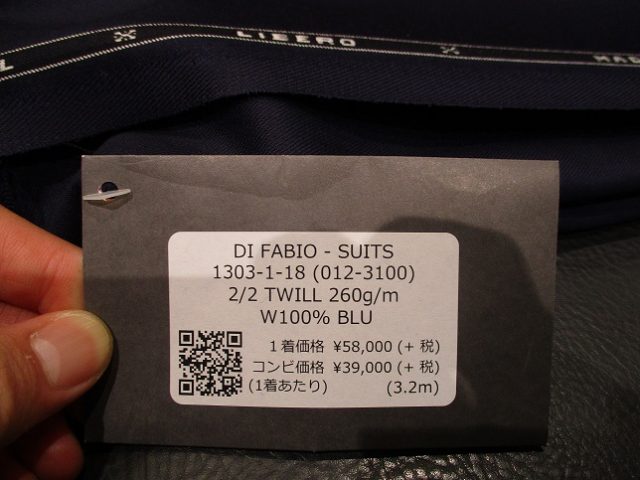 L LIBERO MAD
DI FABIO - SUITS
1303-1-18 (012-3100)
2/2 TWILL 260g/m
W100% BLU
1着価格 ¥58,000 (+ 税)
コンビ価格 ¥39,000 (+ 税)
(1着あたり) (3.2m)